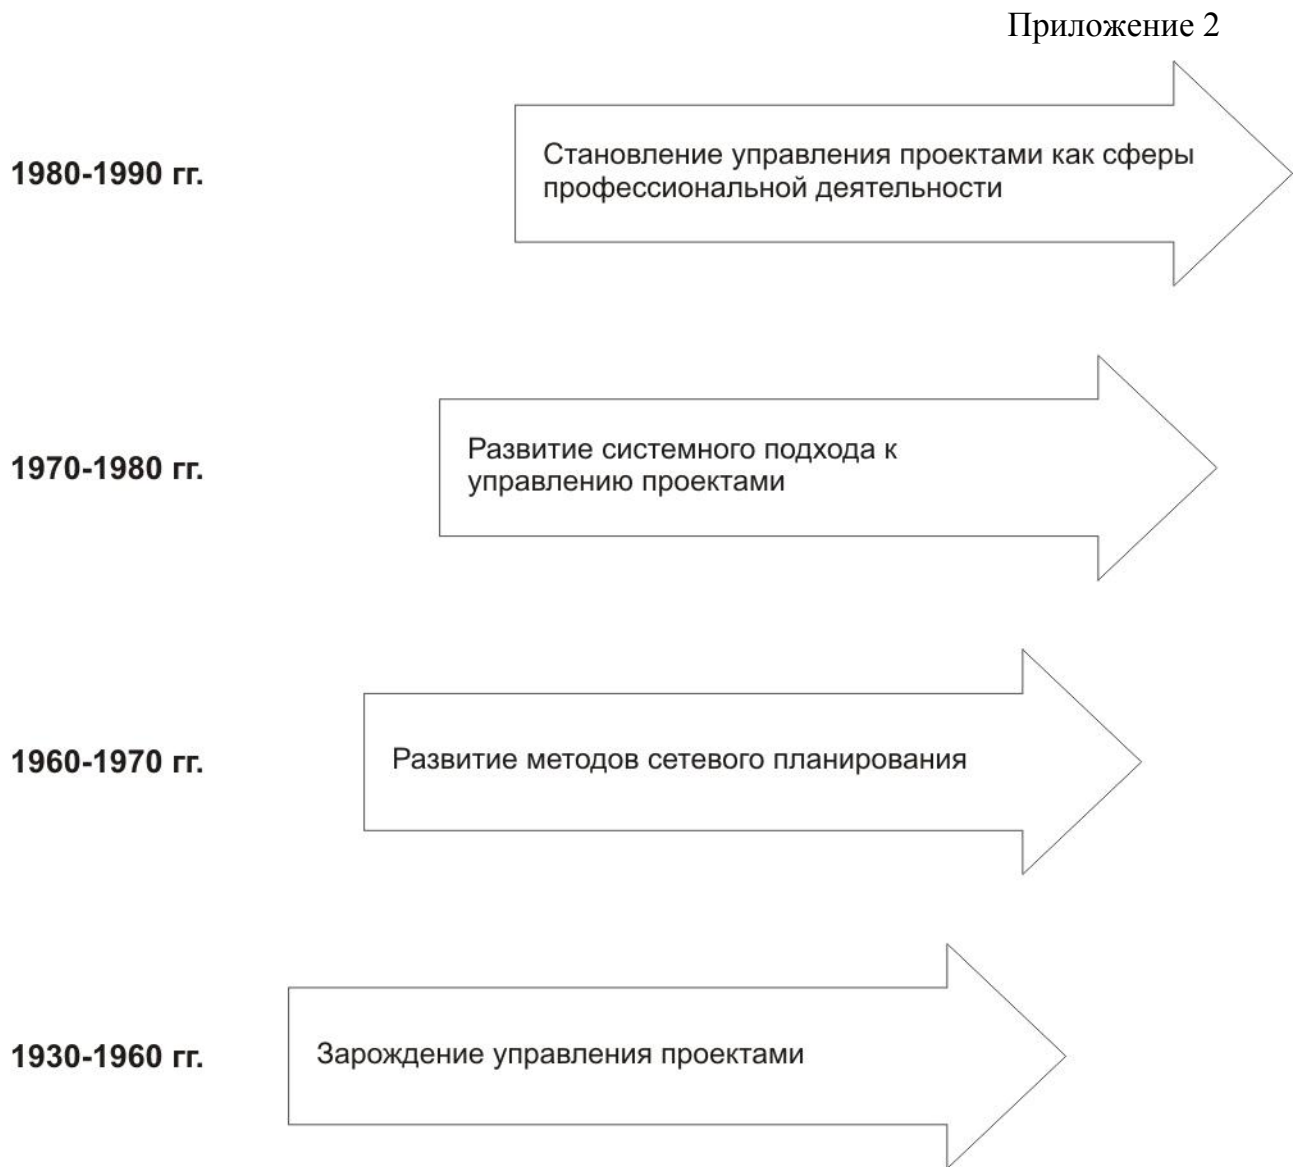 Приложение 2
1980-1990 гг.
Становление управления проектами как сферы
профессиональной деятельности
1970-1980 гг.
Развитие системного подхода к
управлению проектами
1960-1970 гг.
Развитие методов сетевого планирования
1930-1960 гг.
Зарождение управления проектами